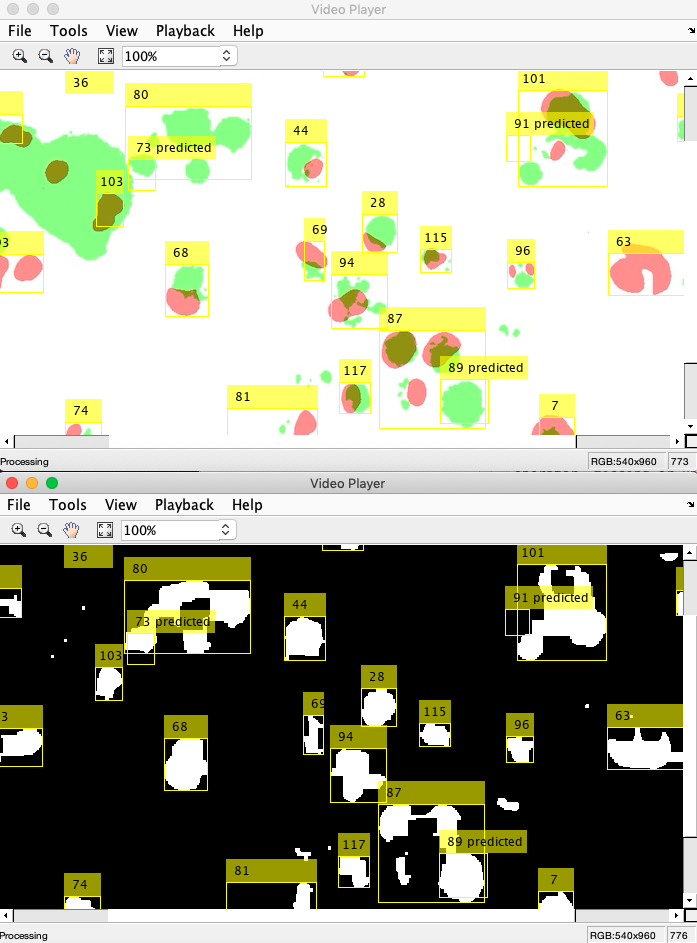 Video Player
File Tools View Playback Help
100%
36
80
101
91 predicted
44
73 predicted
103
28
69
115
3
68
94
96
63
87
89 predicted
117
81
74
7
Processing
RGB:540x960
773
Video Player
File Tools View Playback Help
100%
36
80
101
91 predicted
44
73 predicted
103
28
69
115
3
68
94
96
63
87
89 predicted
117
81
74
7
Processing
RGB:540x960
776